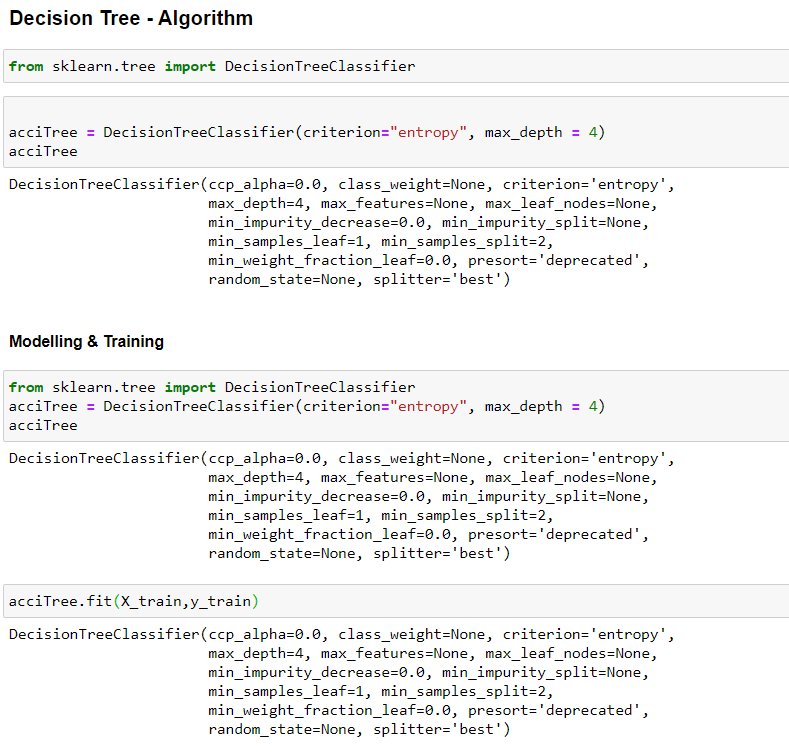 Decision Tree - Algorithm
from sklearn.tree import DecisionTreeClassifier
acciTree = DecisionTreeClassifier(criterion="entropy", max_depth = 4)
acciTree
DecisionTreeClassifier(ccp_alpha=0.0, class_weight=None, criterion='entropy',
                       max_depth=4, max_features=None, max_leaf_nodes=None,
                       min_impurity_decrease=0.0, min_impurity_split=None,
                       min_samples_leaf=1, min_samples_split=2,
                       min_weight_fraction_leaf=0.0, presort='deprecated',
                       random_state=None, splitter='best')
Modelling & Training
from sklearn.tree import DecisionTreeClassifier
acciTree = DecisionTreeClassifier(criterion="entropy", max_depth = 4)
acciTree
DecisionTreeClassifier(ccp_alpha=0.0, class_weight=None, criterion='entropy',
                       max_depth=4, max_features=None, max_leaf_nodes=None,
                       min_impurity_decrease=0.0, min_impurity_split=None,
                       min_samples_leaf=1, min_samples_split=2,
                       min_weight_fraction_leaf=0.0, presort='deprecated',
                       random_state=None, splitter='best')
acciTree.fit(X_train,y_train)
DecisionTreeClassifier(ccp_alpha=0.0, class_weight=None, criterion='entropy',
                       max_depth=4, max_features=None, max_leaf_nodes=None,
                       min_impurity_decrease=0.0, min_impurity_split=None,
                       min_samples_leaf=1, min_samples_split=2,
                       min_weight_fraction_leaf=0.0, presort='deprecated',
                       random_state=None, splitter='best')